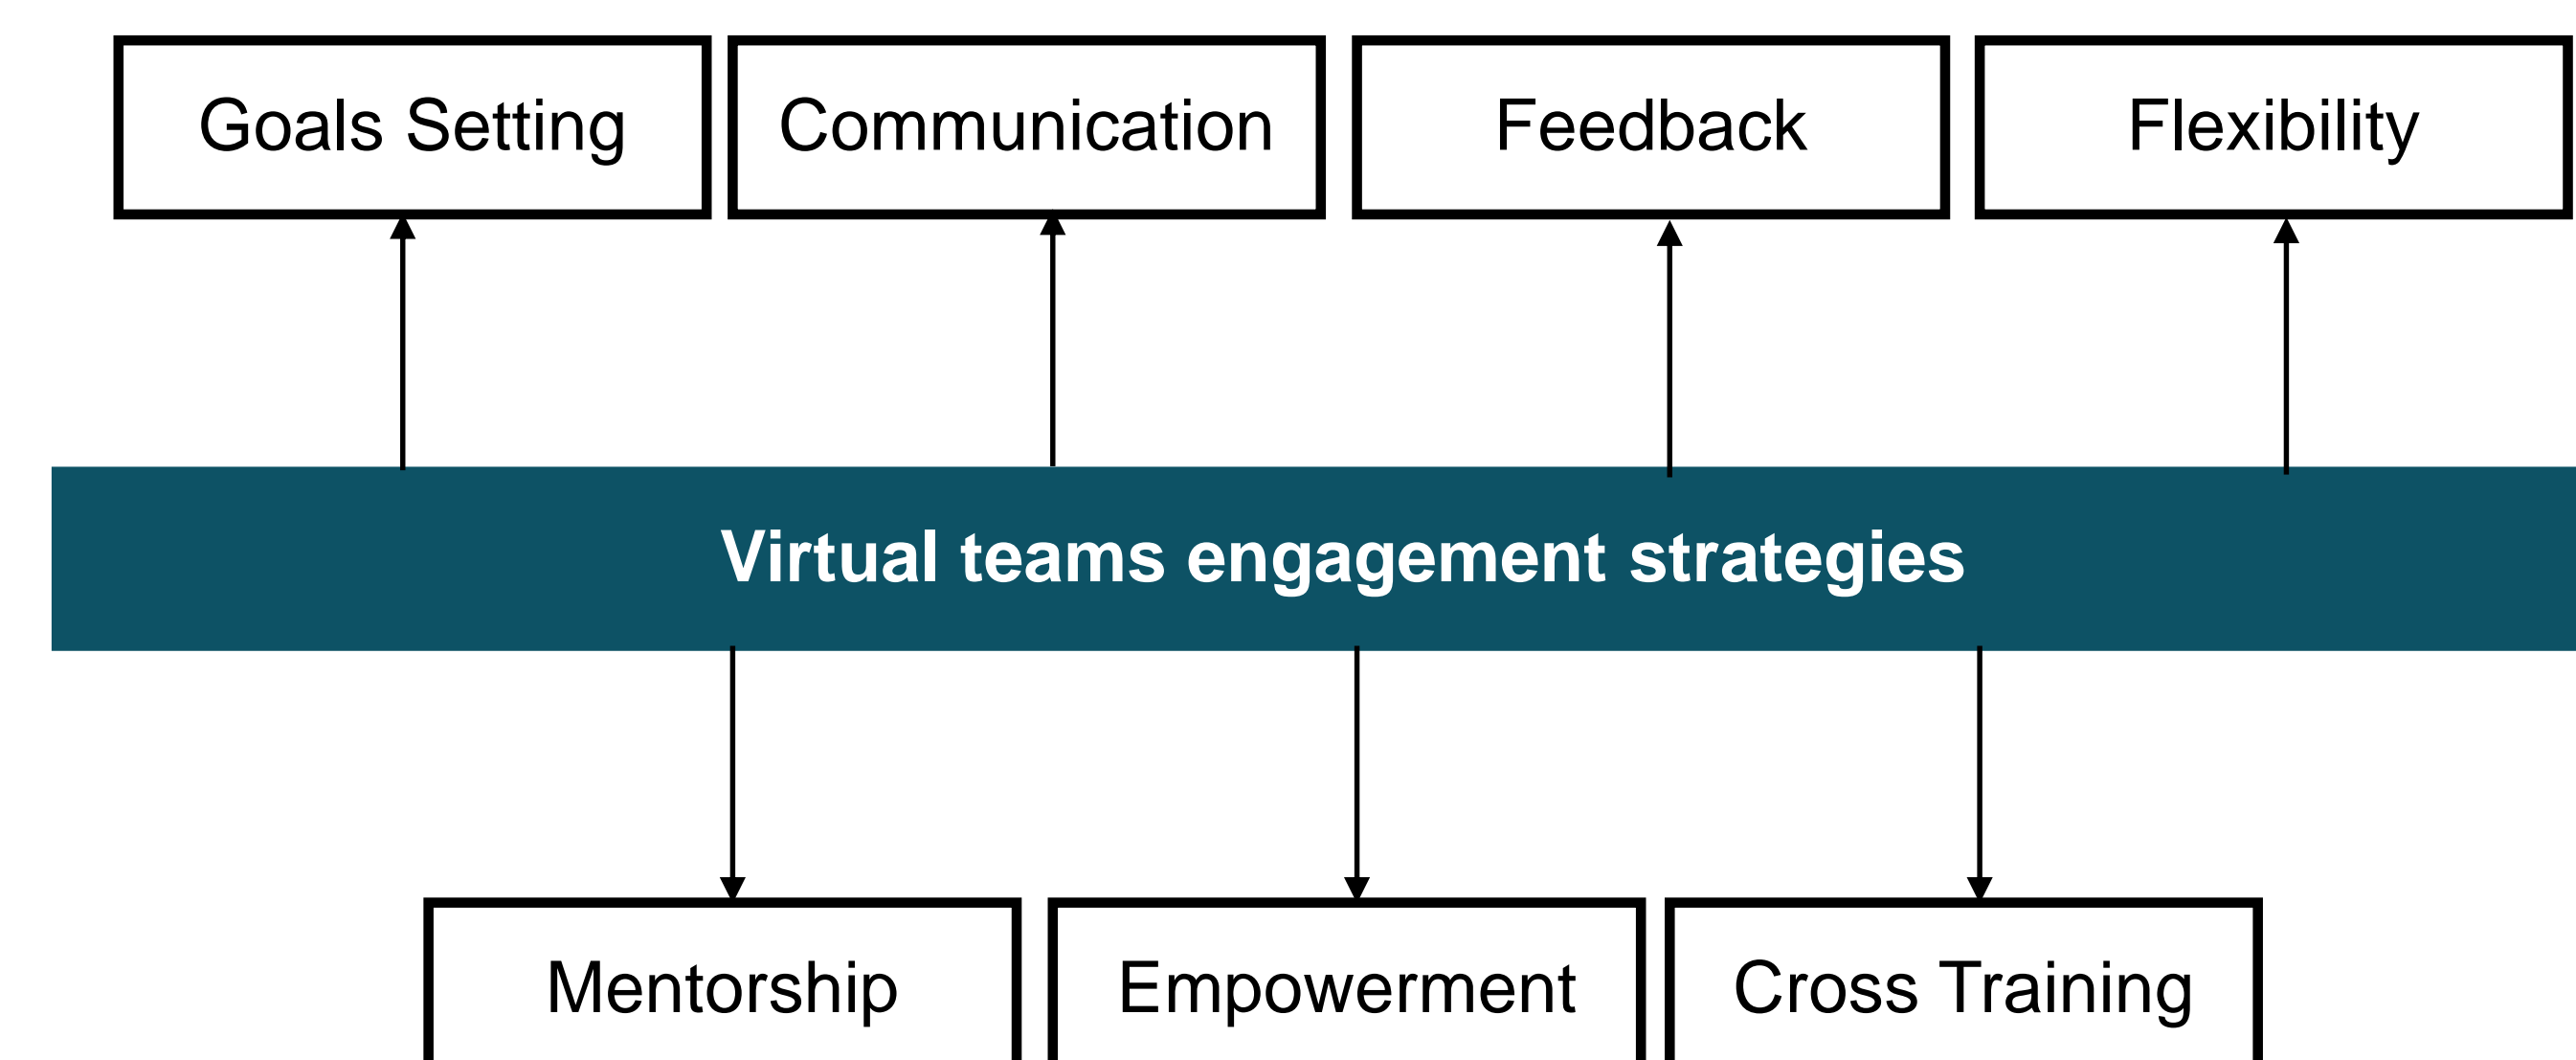 Goals Setting
Communication
Feedback
Flexibility
Virtual teams engagement strategies
Mentorship
Empowerment
Cross Training